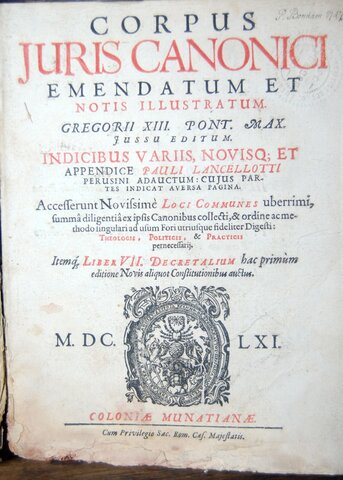 CORPUS
JURIS CANONICI
EMENDATUM ET
NOTIS ILLUSTRATUM.
GREGORII XIII. PONT. MAX.
JUSSU EDITUM.
INDICIBUS VARIIS, NOVISQ; ET
APPENDICE PAULI LANCELLOTTI
PERUSINI ADAUCTUM: CUJUS PAR-
TES INDICAT AVERSA PAGINA.
Accesserunt Novissimè LOCI COMMUNES uberrimi,
summâ diligentiâ ex ipsis Canonibus collecti, & ordine ac me-
thodo singulari ad usum Fori utriusque fideliter Digesti:
THEOLOGIS, POLITICIS, & PRACTICIS
pernecessarij.
Itemq, LIBER VII. DECRETALIUM hac primùm
editione Novis aliquot Constitutionibus auctus.
M. DC. LXI.
COLONIÆ MUNATIANÆ.
Cum Privilegio Sac. Rom. Cæs. Majestatis.